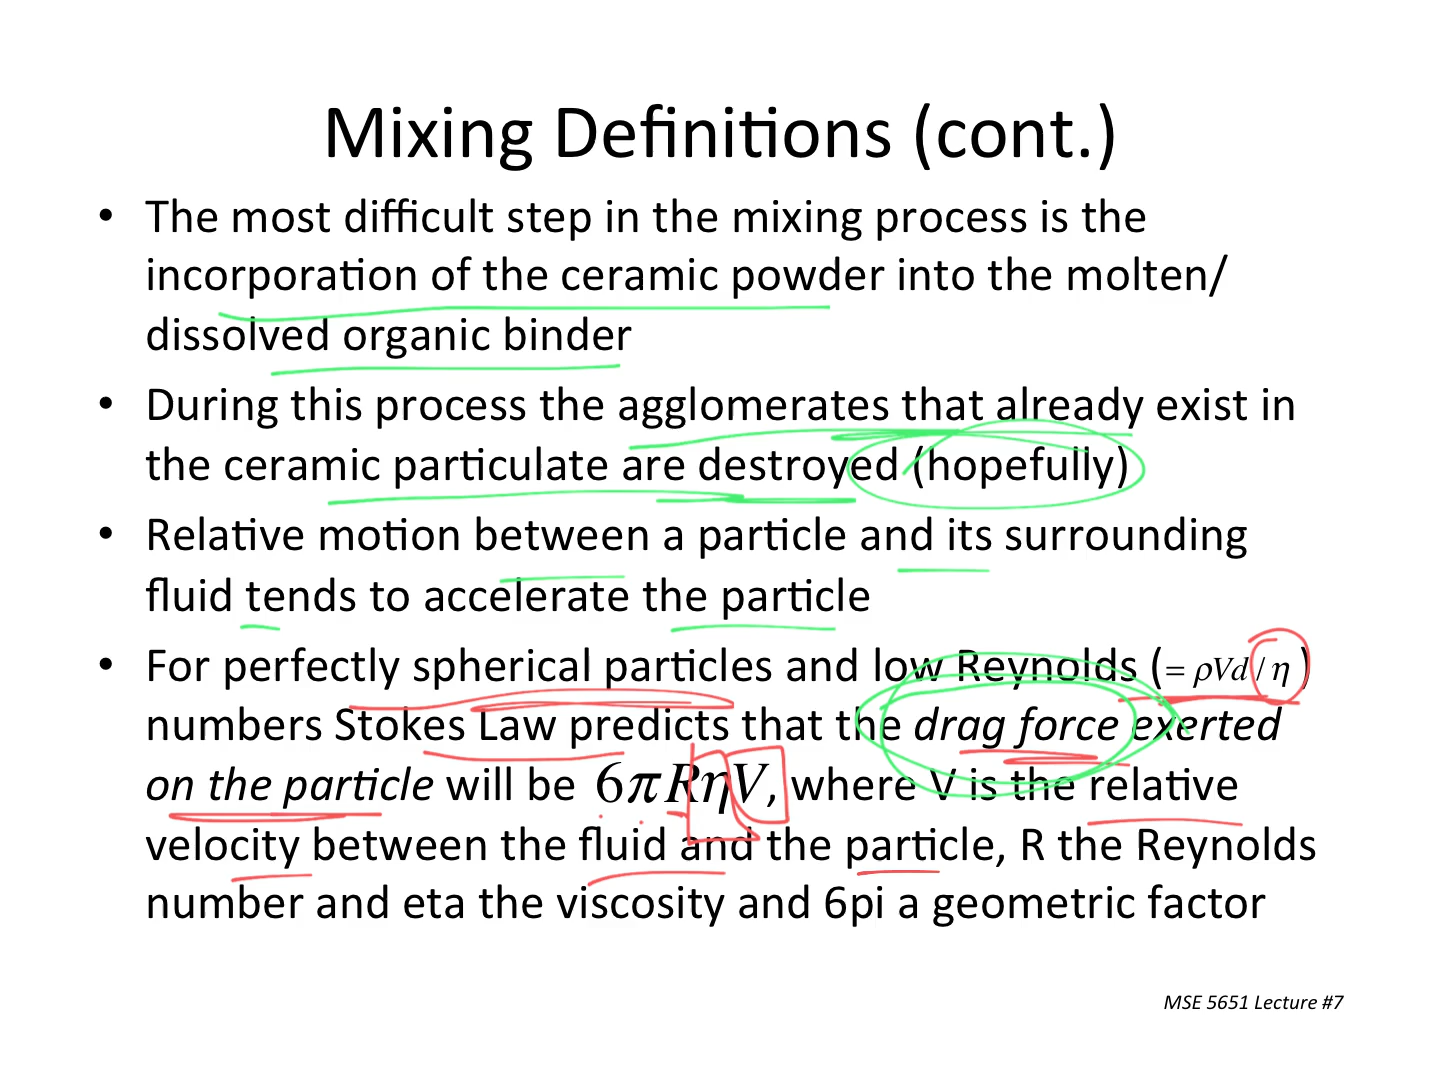 Mixing Definitions (cont.)
• The most difficult step in the mixing process is the
incorporation of the ceramic powder into the molten/
dissolved organic binder
• During this process the agglomerates that already exist in
the ceramic particulate are destroyed (hopefully)
• Relative motion between a particle and its surrounding
fluid tends to accelerate the particle
• For perfectly spherical particles and low Reynolds (= ρVd / η)
numbers Stokes Law predicts that the drag force exerted
on the particle will be 6πRηV, where V is the relative
velocity between the fluid and the particle, R the Reynolds
number and eta the viscosity and 6pi a geometric factor
MSE 5651 Lecture #7